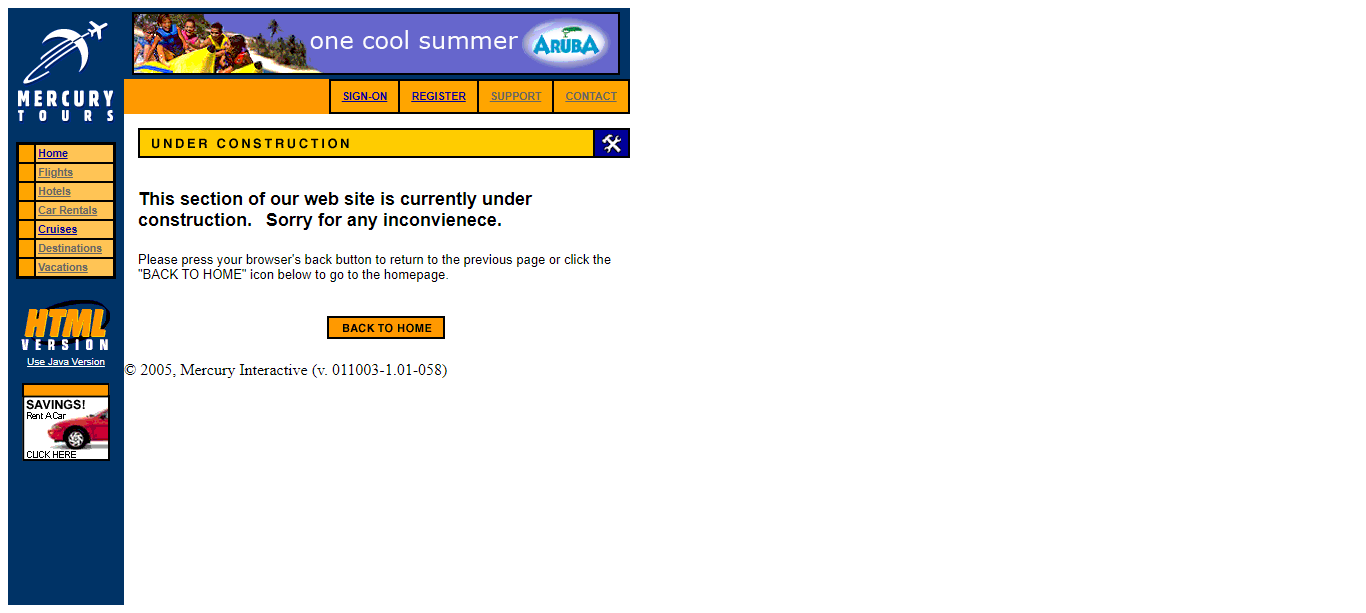 MERCURY
TOURS
one cool summer
ARUBA
SIGN-ON REGISTER SUPPORT CONTACT
Home
Flights
Hotels
Car Rentals
Cruises
Destinations
Vacations
HTML
VERSION
Use Java Version
SAVINGS!
Rent A Car
CLICK HERE
UNDER CONSTRUCTION
This section of our web site is currently under
construction. Sorry for any inconvienece.
Please press your browser's back button to return to the previous page or click the
"BACK TO HOME" icon below to go to the homepage.
BACK TO HOME
© 2005, Mercury Interactive (v. 011003-1.01-058)